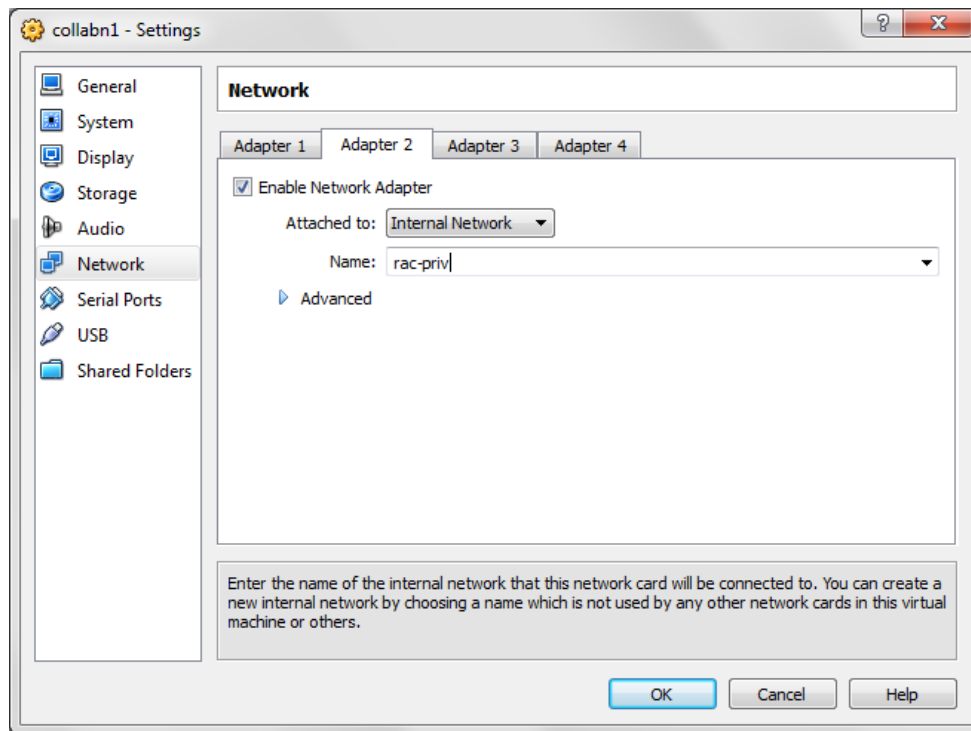 collabn1 - Settings
General
System
Display
Storage
Audio
Network
Serial Ports
USB
Shared Folders
Network
Adapter 1 Adapter 2 Adapter 3 Adapter 4
Enable Network Adapter
Attached to: Internal Network
Name: rac-priv
Advanced
Enter the name of the internal network that this network card will be connected to. You can create a
new internal network by choosing a name which is not used by any other network cards in this virtual
machine or others.
OK Cancel Help